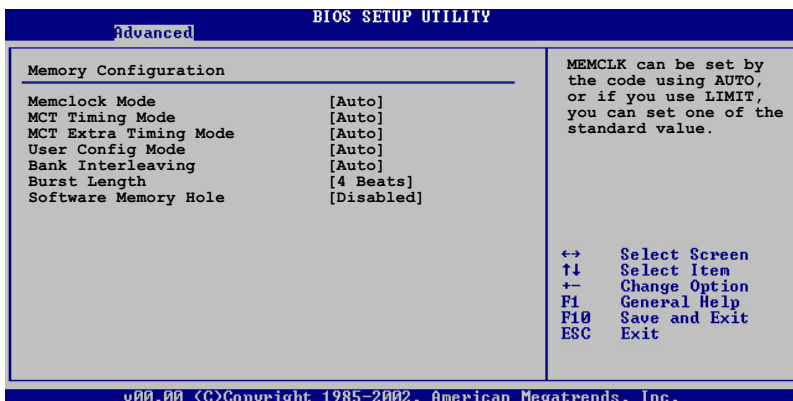 BIOS SETUP UTILITY
Advanced
Memory Configuration
Memclock Mode [Auto]
MCT Timing Mode [Auto]
MCT Extra Timing Mode [Auto]
User Config Mode [Auto]
Bank Interleaving [Auto]
Burst Length [4 Beats]
Software Memory Hole [Disabled]
MEMCLK can be set by
the code using AUTO,
or if you use LIMIT,
you can set one of the
standard value.
←→ Select Screen
↑↓ Select Item
+- Change Option
F1 General Help
F10 Save and Exit
ESC Exit
v00.00 (C)Copyright 1985-2002, American Megatrends, Inc.